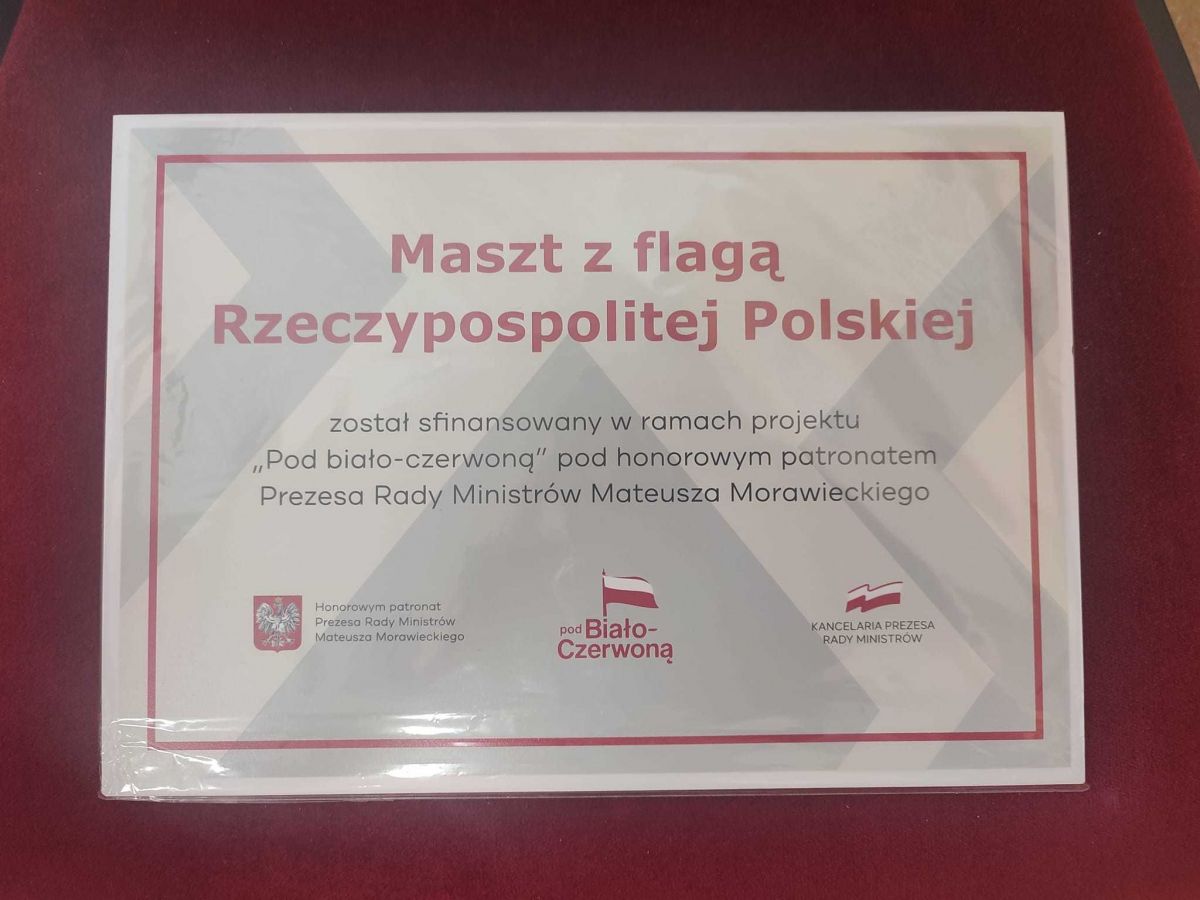 Maszt z flagą
Rzeczypospolitej Polskiej
został sfinansowany w ramach projektu
„Pod biało-czerwoną” pod honorowym patronatem
Prezesa Rady Ministrów Mateusza Morawieckiego
Honorowym patronat
Prezesa Rady Ministrów
Mateusza Morawieckiego
pod Biało-
Czerwoną
KANCELARIA PREZESA
RADY MINISTRÓW